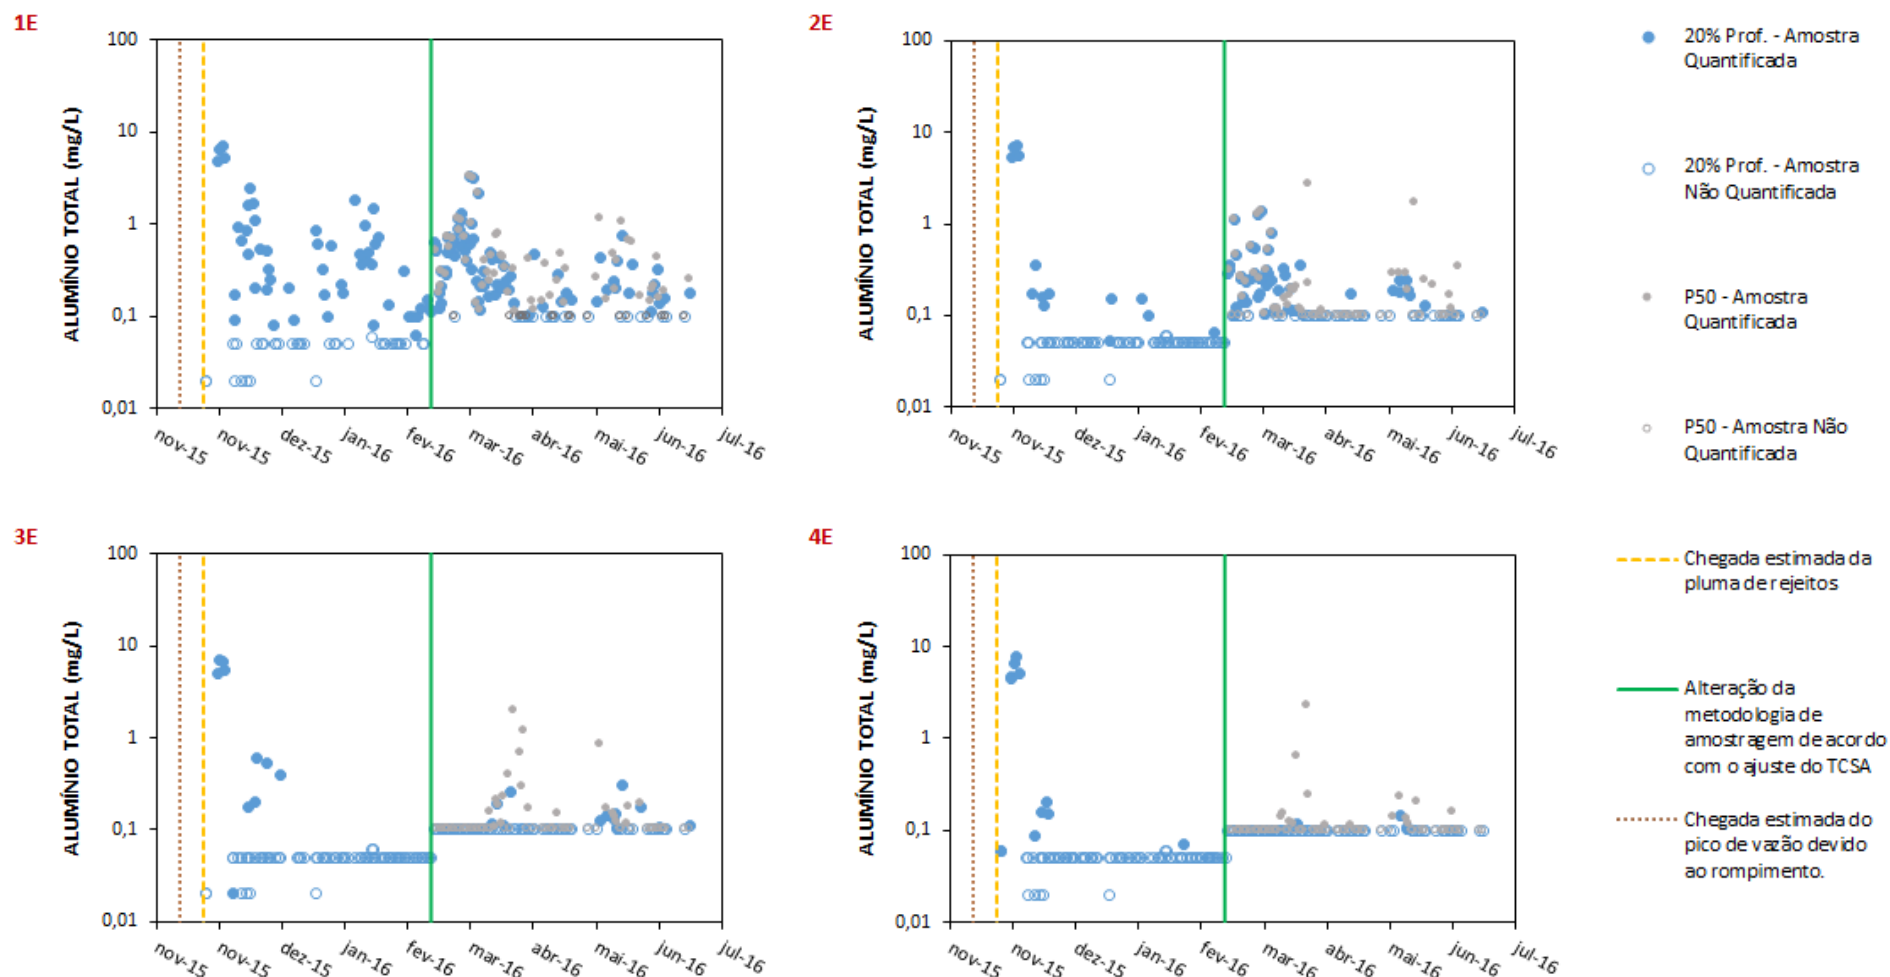 1E
ALUMÍNIO TOTAL (mg/L)
100
10
1
0,1
0,01
nov-15
nov-15
dez-15
jan-16
fev-16
mar-16
abr-16
mai-16
jun-16
jul-16
2E
ALUMÍNIO TOTAL (mg/L)
100
10
1
0,1
0,01
nov-15
nov-15
dez-15
jan-16
fev-16
mar-16
abr-16
mai-16
jun-16
jul-16
20% Prof. - Amostra
Quantificada
20% Prof. - Amostra
Não Quantificada
P50 - Amostra
Quantificada
P50 - Amostra Não
Quantificada
3E
ALUMÍNIO TOTAL (mg/L)
100
10
1
0,1
0,01
nov-15
nov-15
dez-15
jan-16
fev-16
mar-16
abr-16
mai-16
jun-16
jul-16
4E
ALUMÍNIO TOTAL (mg/L)
100
10
1
0,1
0,01
nov-15
nov-15
dez-15
jan-16
fev-16
mar-16
abr-16
mai-16
jun-16
jul-16
Chegada estimada da
pluma de rejeitos
Alteração da
metodologia de
amostragem de acordo
com o ajuste do TCSA
Chegada estimada do
pico de vazão devido
ao rompimento.